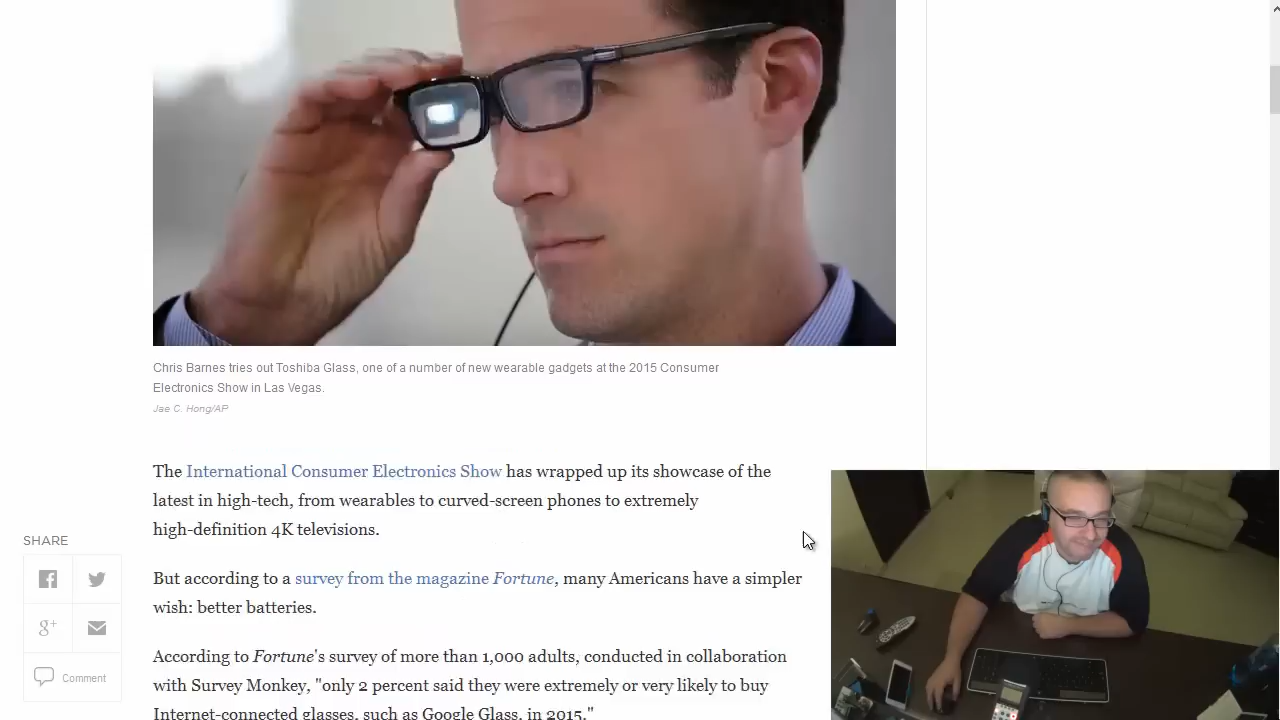 Chris Barnes tries out Toshiba Glass, one of a number of new wearable gadgets at the 2015 Consumer
Electronics Show in Las Vegas.
Jae C. Hong/AP
The International Consumer Electronics Show has wrapped up its showcase of the
latest in high-tech, from wearables to curved-screen phones to extremely
high-definition 4K televisions.
SHARE
But according to a survey from the magazine Fortune, many Americans have a simpler
wish: better batteries.
g+
According to Fortune's survey of more than 1,000 adults, conducted in collaboration
Comment
with Survey Monkey, "only 2 percent said they were extremely or very likely to buy
Internet-connected glasses, such as Google Glass, in 2015."